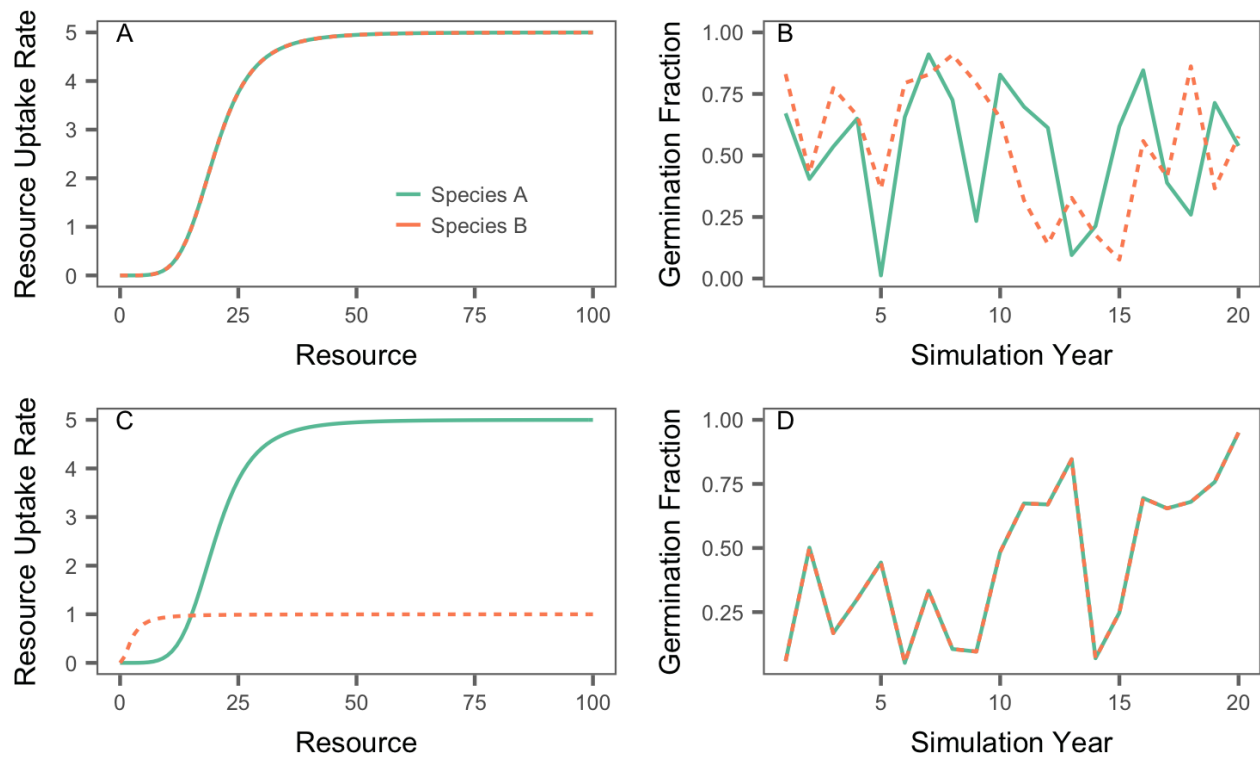 A
Resource Uptake Rate
5
4
3
2
1
0
Species A
Species B
0 25 50 75 100
Resource
B
Germination Fraction
1.00
0.75
0.50
0.25
0.00
5 10 15 20
Simulation Year
C
Resource Uptake Rate
5
4
3
2
1
0
0 25 50 75 100
Resource
D
Germination Fraction
1.00
0.75
0.50
0.25
5 10 15 20
Simulation Year